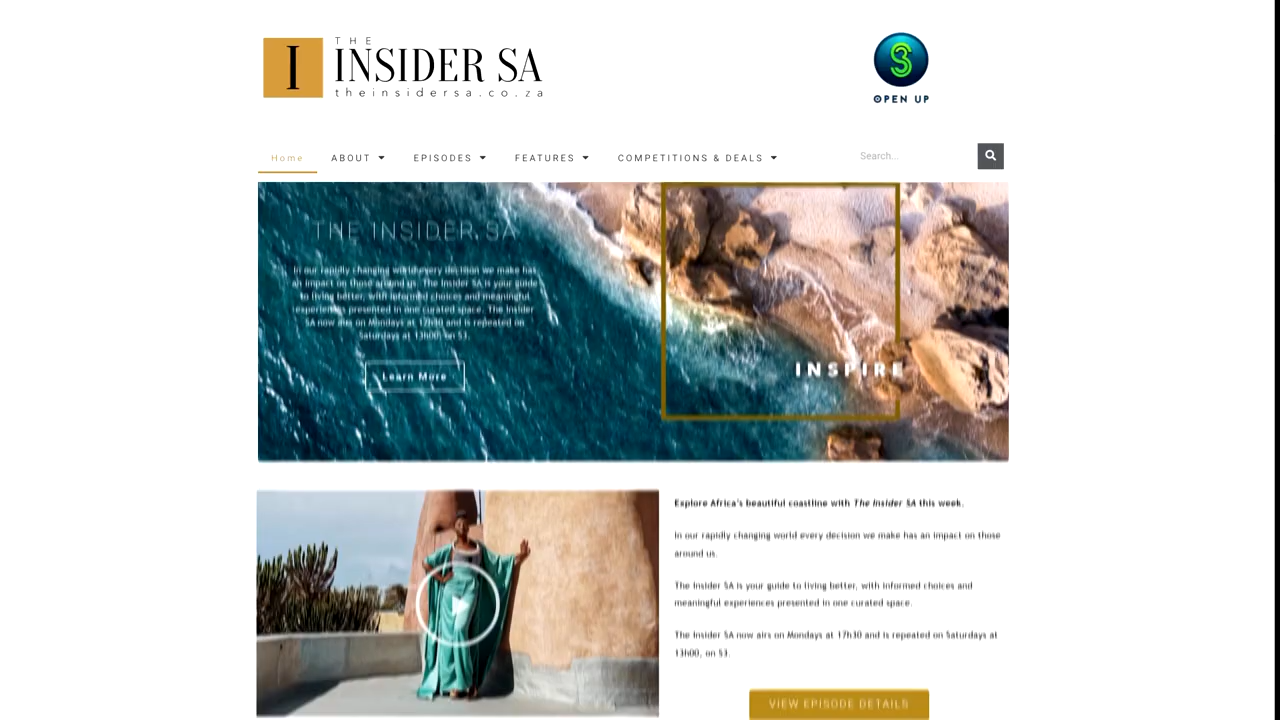 I
THE
INSIDER SA
theinsidersa.co.za
S3
OPEN UP
Home
ABOUT
EPISODES
FEATURES
COMPETITIONS & DEALS
Search...
THE INSIDER SA
In our rapidly changing world every decision we make has
an impact on those around us. The Insider SA is your guide
to living better, with informed choices and meaningful
experiences presented in one curated space. The Insider
SA now airs on Mondays at 17h30 and is repeated on
Saturdays at 13h00, on S3.
Learn More
INSPIRE
Explore Africa's beautiful coastline with The Insider SA this week.
In our rapidly changing world every decision we make has an impact on those
around us.
The Insider SA is your guide to living better, with informed choices and
meaningful experiences presented in one curated space.
The Insider SA now airs on Mondays at 17h30 and is repeated on Saturdays at
13h00, on S3.
VIEW EPISODE DETAILS